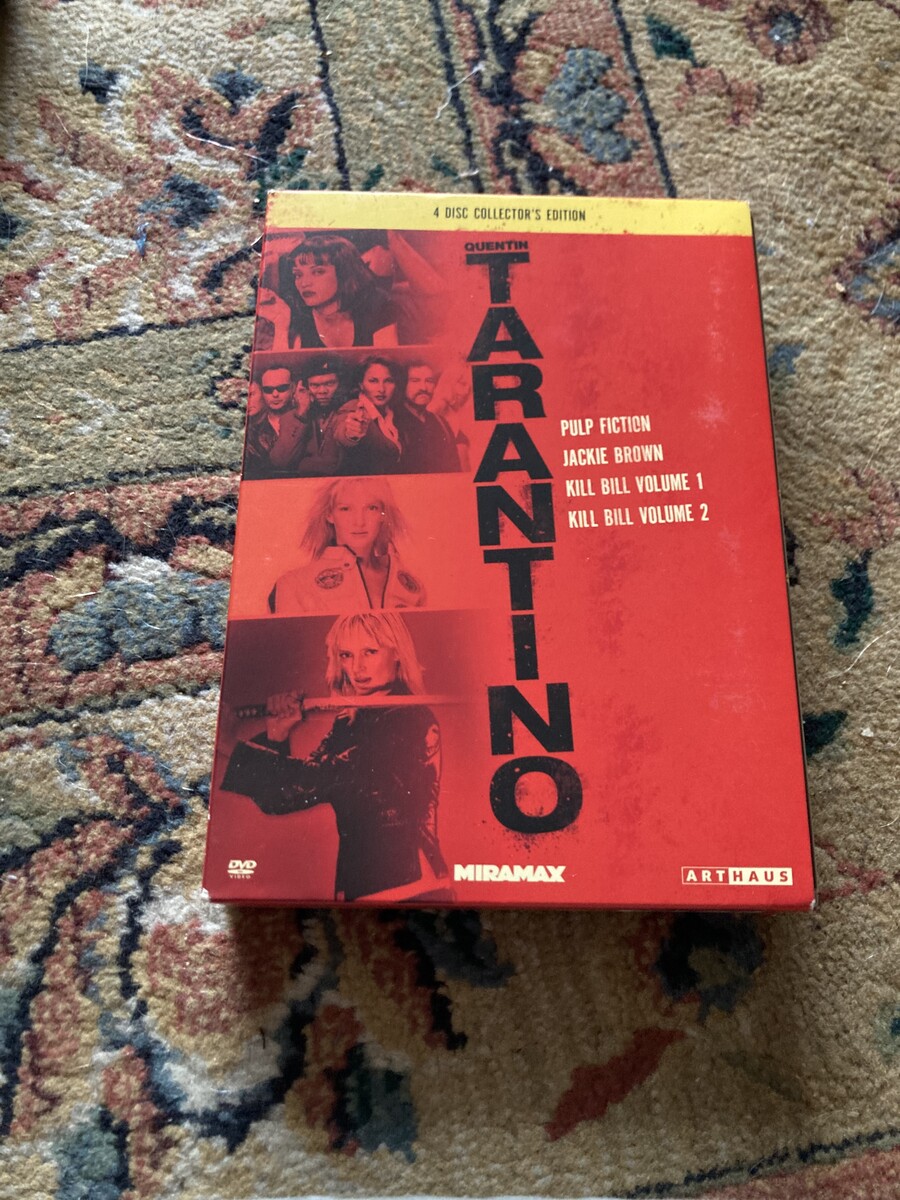 4 DISC COLLECTOR'S EDITION
QUENTIN
TARANTINO
PULP FICTION
JACKIE BROWN
KILL BILL VOLUME 1
KILL BILL VOLUME 2
DVD
VIDEO
MIRAMAX
ARTHAUS